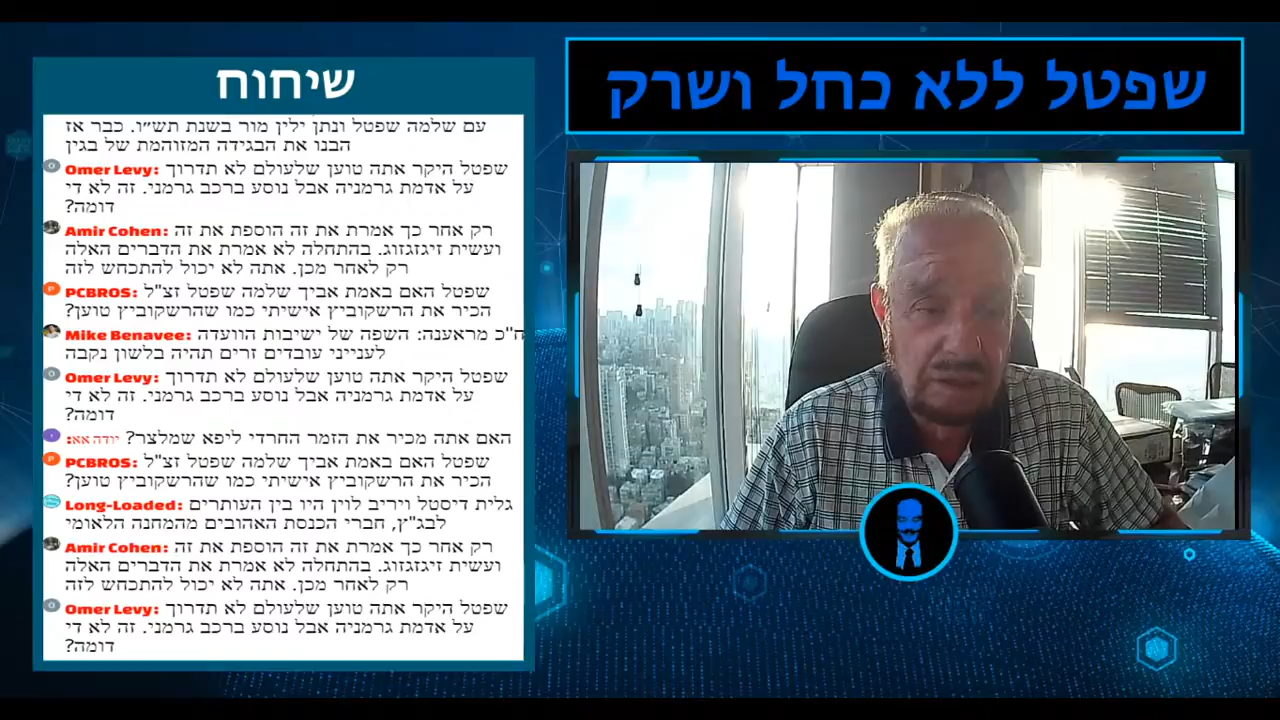 שיחוח
שפטל ללא כחל ושרק
עם שלמה שפטל ונתן ילין מור בשנת תש״ו. כבר אז
הבנו את הבגידה המזוהמת של בגין
Omer Levy: שפטל היקר אתה טוען שלעולם לא תדרוך
על אדמת גרמניה אבל נוסע ברכב גרמני. זה לא די
דומה?
Amir Cohen: רק אחר כך אמרת את זה הוספת את זה
ועשית זיגזגזוג. בהתחלה לא אמרת את הדברים האלה
רק לאחר מכן. אתה לא יכול להתכחש לזה
PCBROS: שפטל האם באמת אביך שלמה שפטל זצ"ל
הכיר את הרשקוביץ אישיתי כמו שהרשקוביץ טוען?
Mike Benavee: ח"כ מראענה: השפה של ישיבות הוועדה
לענייני עובדים זרים תהיה בלשון נקבה
Omer Levy: שפטל היקר אתה טוען שלעולם לא תדרוך
על אדמת גרמניה אבל נוסע ברכב גרמני. זה לא די
דומה?
יודה אא: האם אתה מכיר את הזמר החרדי ליפא שמלצר?
PCBROS: שפטל האם באמת אביך שלמה שפטל זצ"ל
הכיר את הרשקוביץ אישיתי כמו שהרשקוביץ טוען?
Long-Loaded: גלית דיסטל ויריב לוין היו בין העותרים
לבג"ץ, חברי הכנסת האהובים מהמחנה הלאומי
Amir Cohen: רק אחר כך אמרת את זה הוספת את זה
ועשית זיגזגזוג. בהתחלה לא אמרת את הדברים האלה
רק לאחר מכן. אתה לא יכול להתכחש לזה
Omer Levy: שפטל היקר אתה טוען שלעולם לא תדרוך
על אדמת גרמניה אבל נוסע ברכב גרמני. זה לא די
דומה?